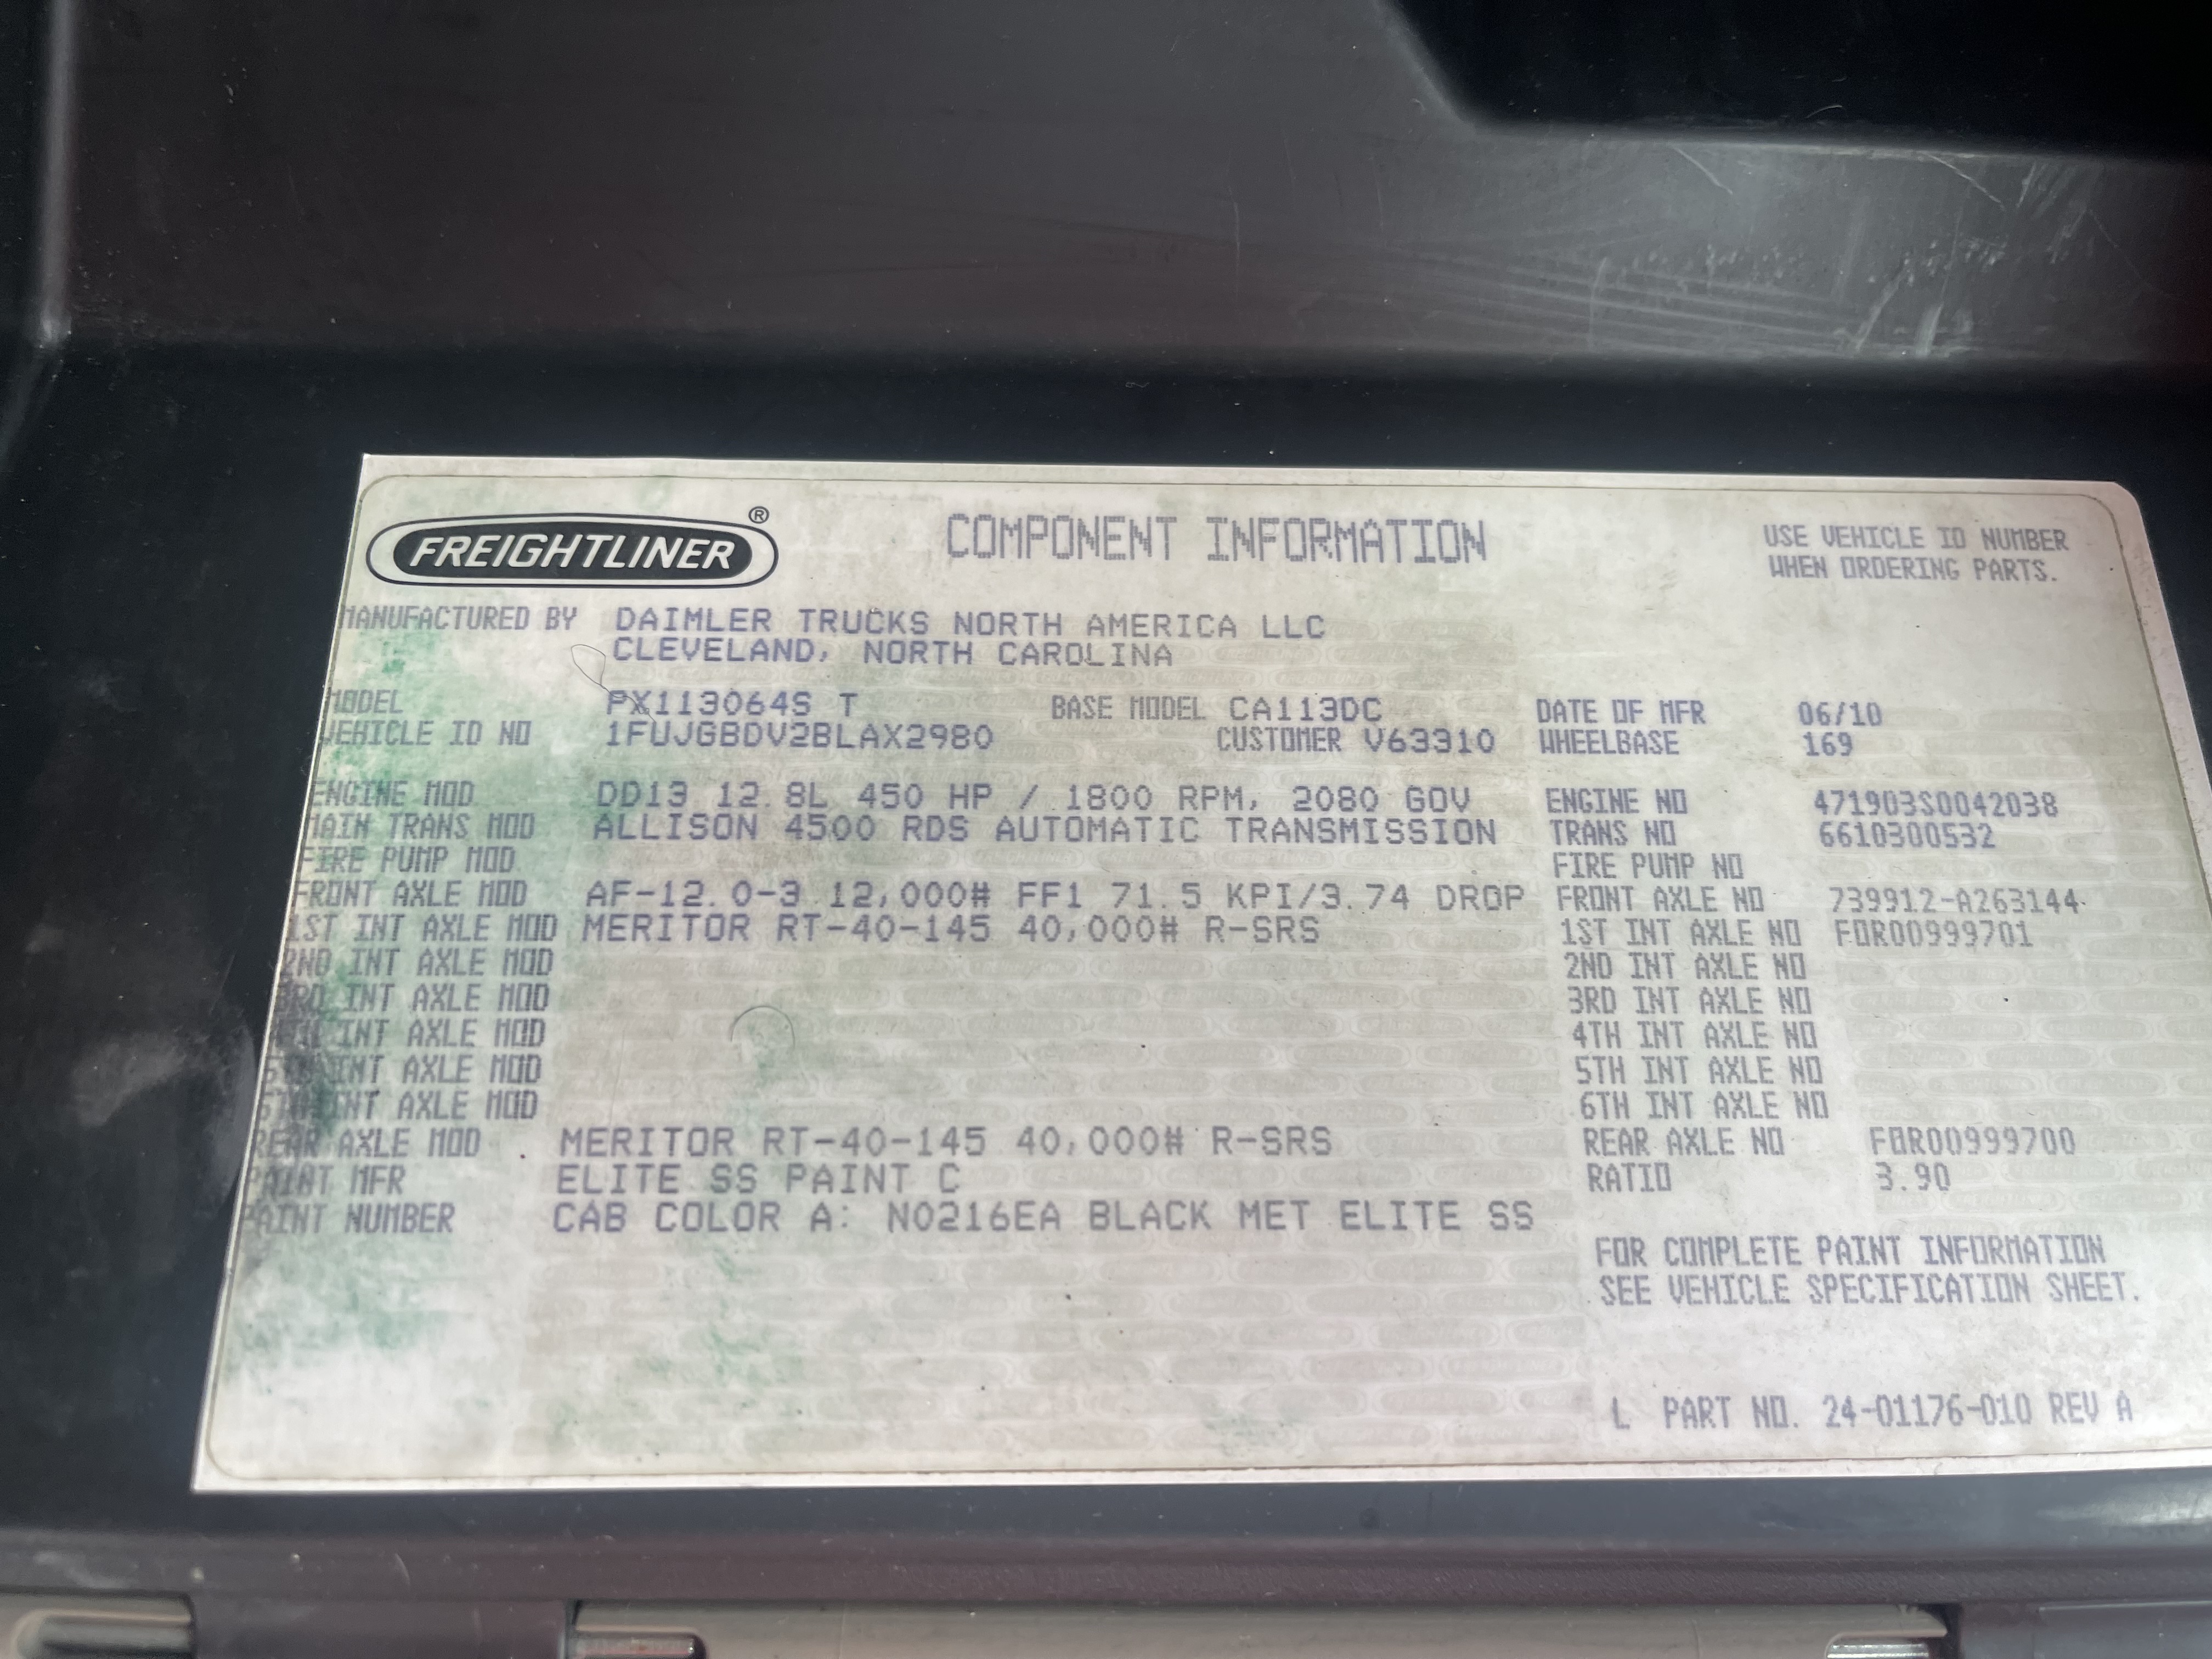 FREIGHTLINER ®
COMPONENT INFORMATION
USE VEHICLE ID NUMBER
WHEN ORDERING PARTS.
MANUFACTURED BY DAIMLER TRUCKS NORTH AMERICA LLC
CLEVELAND, NORTH CAROLINA
MODEL PX113064S T BASE MODEL CA113DC DATE OF MFR 06/10
VEHICLE ID NO 1FUJGBDV2BLAX2980 CUSTOMER V63310 WHEELBASE 169
ENGINE MOD DD13 12.8L 450 HP / 1800 RPM, 2080 GOV ENGINE NO 471903S0042038
MAIN TRANS MOD ALLISON 4500 RDS AUTOMATIC TRANSMISSION TRANS NO 6610300532
FIRE PUMP MOD FIRE PUMP NO
FRONT AXLE MOD AF-12.0-3 12,000# FF1 71.5 KPI/3.74 DROP FRONT AXLE NO 739912-A263144
1ST INT AXLE MOD MERITOR RT-40-145 40,000# R-SRS 1ST INT AXLE NO FOR00999701
2ND INT AXLE MOD 2ND INT AXLE NO
3RD INT AXLE MOD 3RD INT AXLE NO
4TH INT AXLE MOD 4TH INT AXLE NO
5TH INT AXLE MOD 5TH INT AXLE NO
6TH INT AXLE MOD 6TH INT AXLE NO
REAR AXLE MOD MERITOR RT-40-145 40,000# R-SRS REAR AXLE NO FOR00999700
PAINT MFR ELITE SS PAINT C RATIO 3.90
PAINT NUMBER CAB COLOR A: N0216EA BLACK MET ELITE SS
FOR COMPLETE PAINT INFORMATION
SEE VEHICLE SPECIFICATION SHEET.
L PART NO. 24-01176-010 REV A